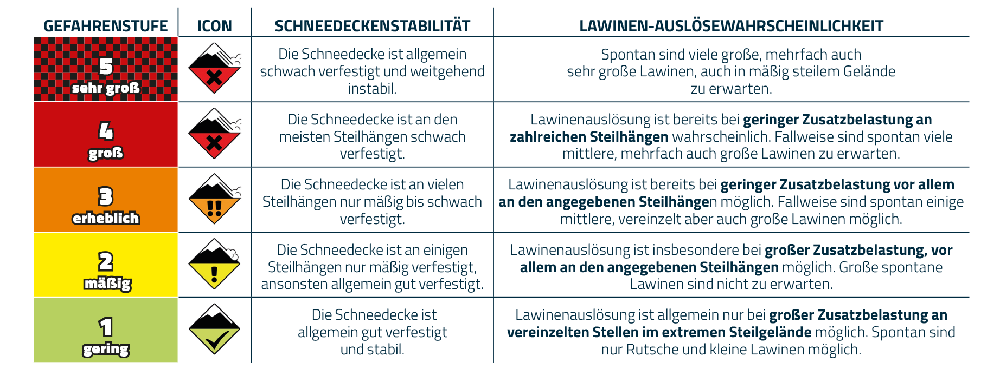 GEFAHRENSTUFE ICON SCHNEEDECKENSTABILITÄT LAWINEN-AUSLÖSEWAHRSCHEINLICHKEIT
5
sehr groß
Die Schneedecke ist allgemein
schwach verfestigt und weitgehend
instabil.
Spontan sind viele große, mehrfach auch
sehr große Lawinen, auch in mäßig steilem Gelände
zu erwarten.
4
groß
Die Schneedecke ist an den
meisten Steilhängen schwach
verfestigt.
Lawinenauslösung ist bereits bei geringer Zusatzbelastung an
zahlreichen Steilhängen wahrscheinlich. Fallweise sind spontan viele
mittlere, mehrfach auch große Lawinen zu erwarten.
3
erheblich
!!
Die Schneedecke ist an vielen
Steilhängen nur mäßig bis schwach
verfestigt.
Lawinenauslösung ist bereits bei geringer Zusatzbelastung vor allem
an den angegebenen Steilhängen möglich. Fallweise sind spontan einige
mittlere, vereinzelt aber auch große Lawinen möglich.
2
mäßig
!
Die Schneedecke ist an einigen
Steilhängen nur mäßig verfestigt,
ansonsten allgemein gut verfestigt.
Lawinenauslösung ist insbesondere bei großer Zusatzbelastung, vor
allem an den angegebenen Steilhängen möglich. Große spontane
Lawinen sind nicht zu erwarten.
1
gering
Die Schneedecke ist
allgemein gut verfestigt
und stabil.
Lawinenauslösung ist allgemein nur bei großer Zusatzbelastung an
vereinzelten Stellen im extremen Steilgelände möglich. Spontan sind
nur Rutsche und kleine Lawinen möglich.